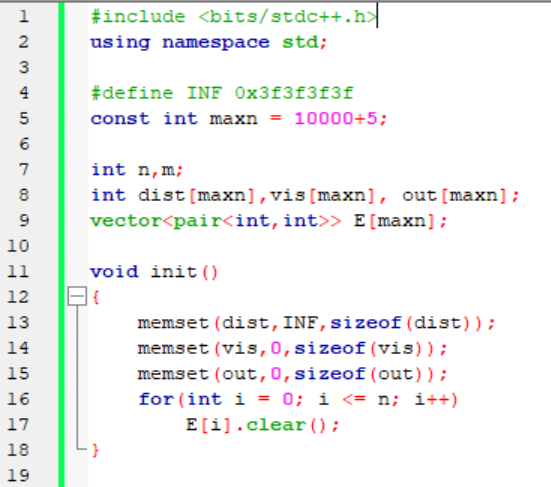 1 #include <bits/stdc++.h>
2 using namespace std;
3
4 #define INF 0x3f3f3f3f
5 const int maxn = 10000+5;
6
7 int n,m;
8 int dist[maxn],vis[maxn], out[maxn];
9 vector<pair<int,int>> E[maxn];
10
11 void init()
12 {
13     memset(dist,INF,sizeof(dist));
14     memset(vis,0,sizeof(vis));
15     memset(out,0,sizeof(out));
16     for(int i = 0; i <= n; i++)
17         E[i].clear();
18 }
19